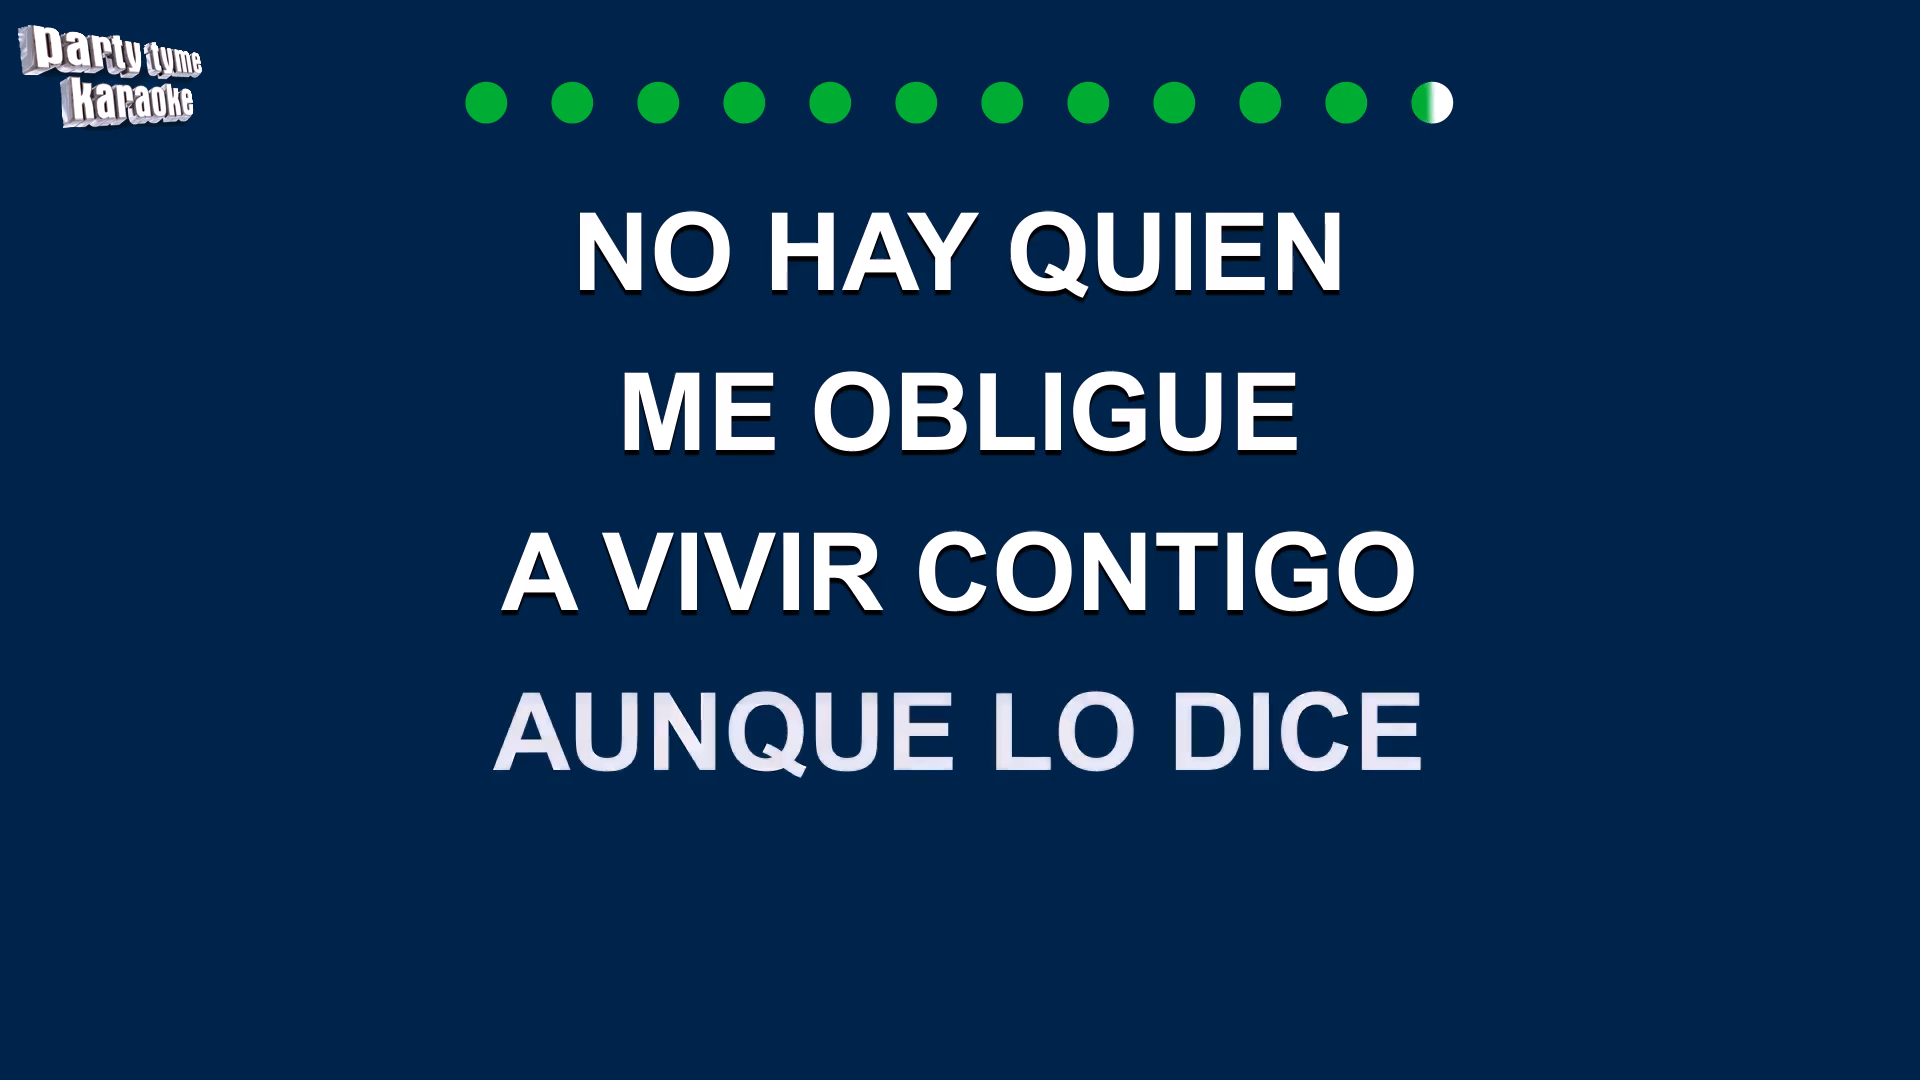 party tyme
karaoke
NO HAY QUIEN
ME OBLIGUE
A VIVIR CONTIGO
AUNQUE LO DICE